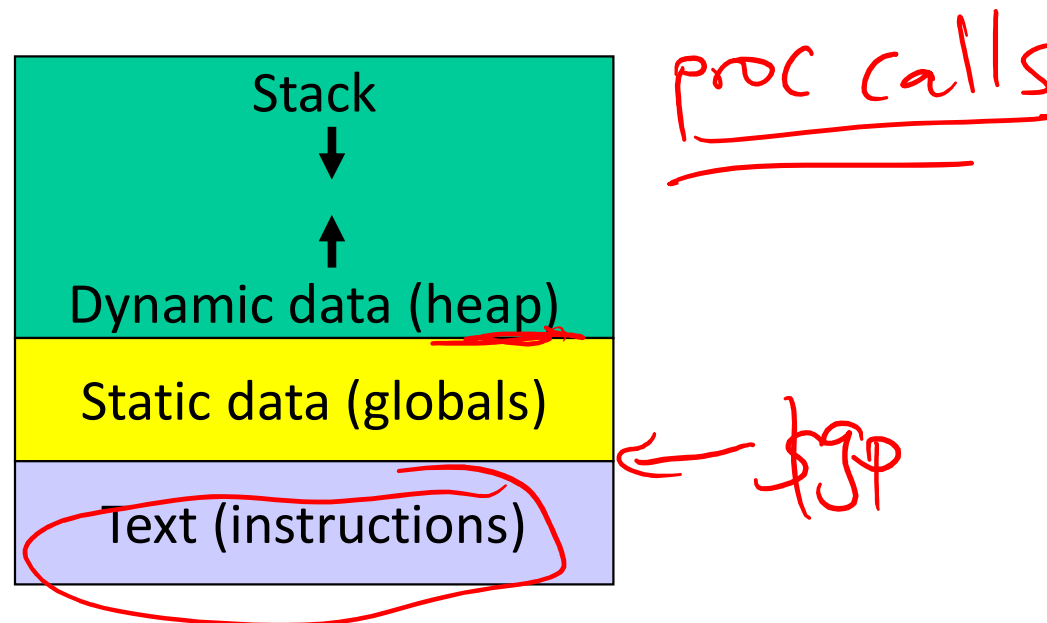 Stack
proc calls
Dynamic data (heap)
Static data (globals)
$gp
Text (instructions)